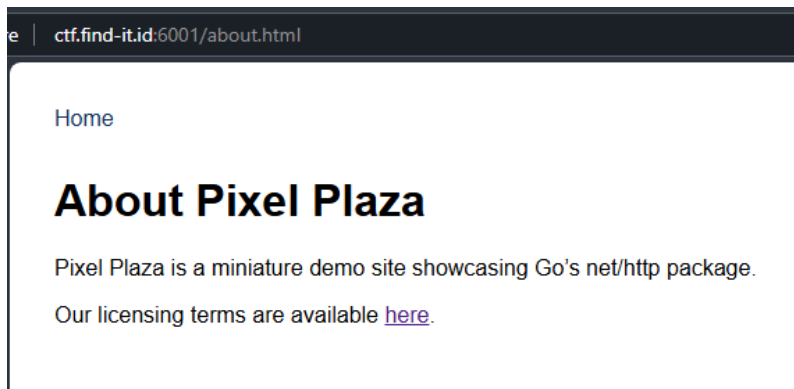 re ctf.find-it.id:6001/about.html
Home
About Pixel Plaza
Pixel Plaza is a miniature demo site showcasing Go’s net/http package.
Our licensing terms are available here.